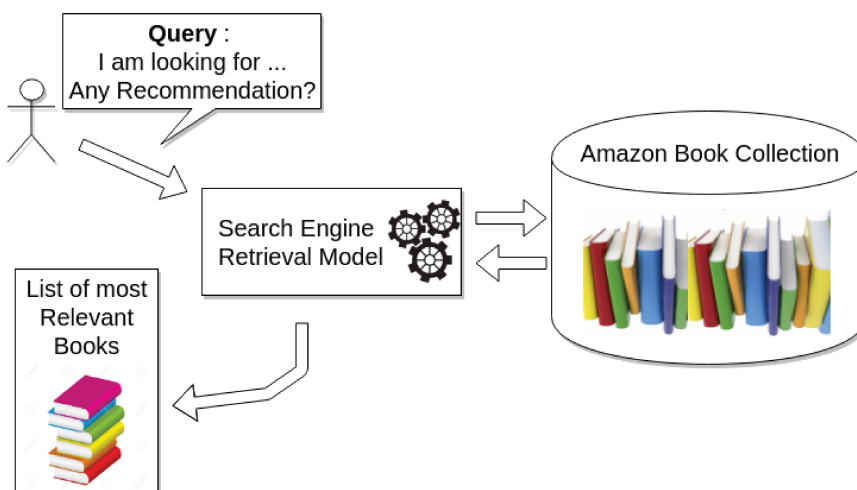 Query :
I am looking for ...
Any Recommendation?
Amazon Book Collection
Search Engine
Retrieval Model
List of most
Relevant
Books